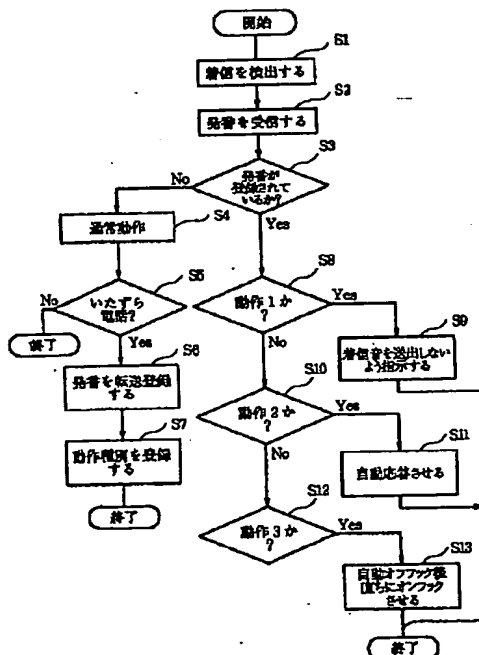 開始
S1
着信を検出する
S2
発番を受信する
S3
発番が
登録されて
いるか?
No
Yes
S4
通常動作
S5
いたずら
電話?
No
Yes
終了
S6
発番を転送登録
する
S7
動作種別を登録
する
終了
S8
動作1か
?
Yes
No
S9
着信音を送出しない
よう指示する
S10
動作2か
?
Yes
No
S11
自動応答させる
S12
動作3か
?
Yes
S13
自動オフフック後
直ちにオンフック
させる
終了